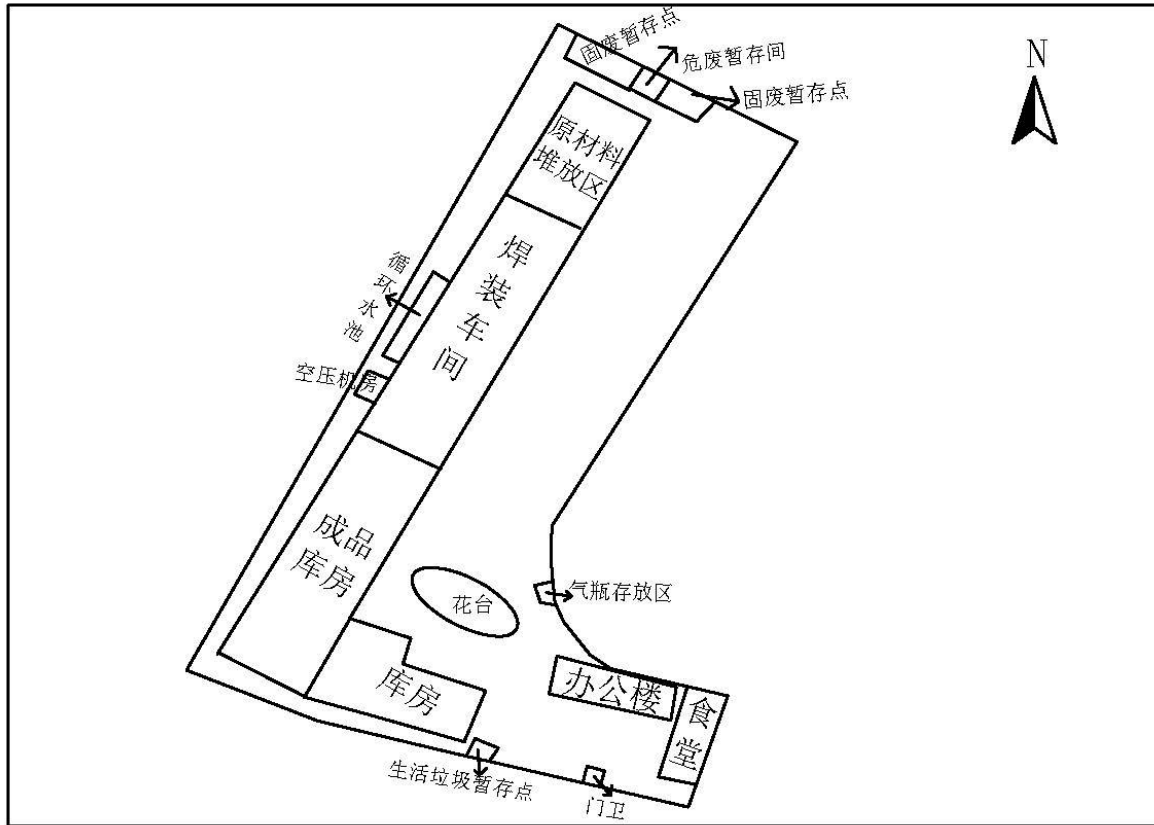 固废暂存点
危废暂存间
N
固废暂存点
原材料
堆放区
焊装车间
循环水池
空压机房
成品
库房
花台
气瓶存放区
库房
办公楼
食堂
生活垃圾暂存点
门卫